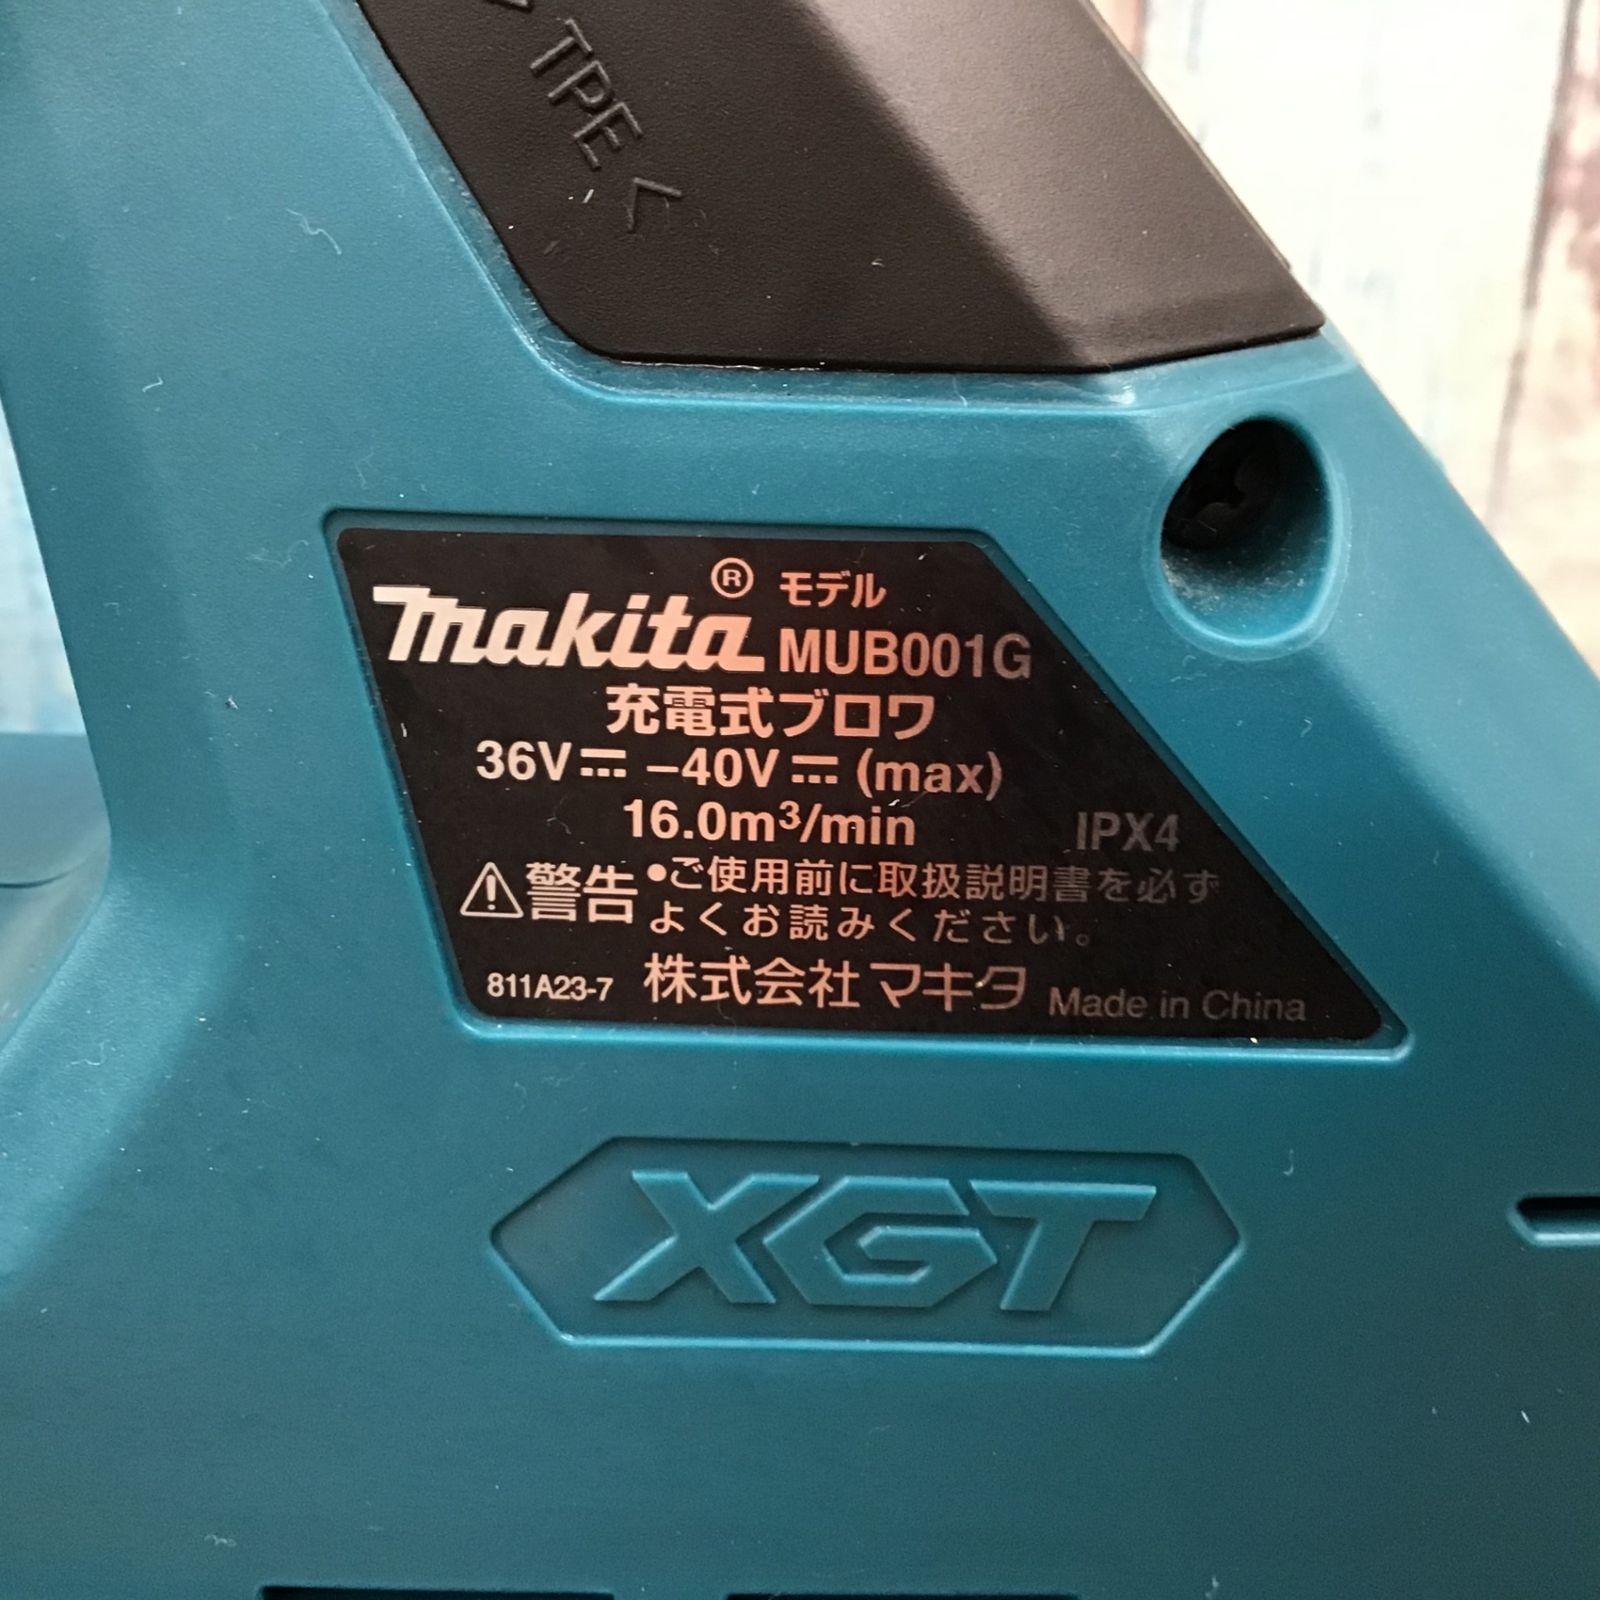 > TPE <
makita® モデル
MUB001G
充電式ブロワ
36V⎓ –40V⎓ (max)
16.0m³/min IPX4
⚠警告 •ご使用前に取扱説明書を必ず
よくお読みください。
811A23-7 株式会社マキタ Made in China
XGT